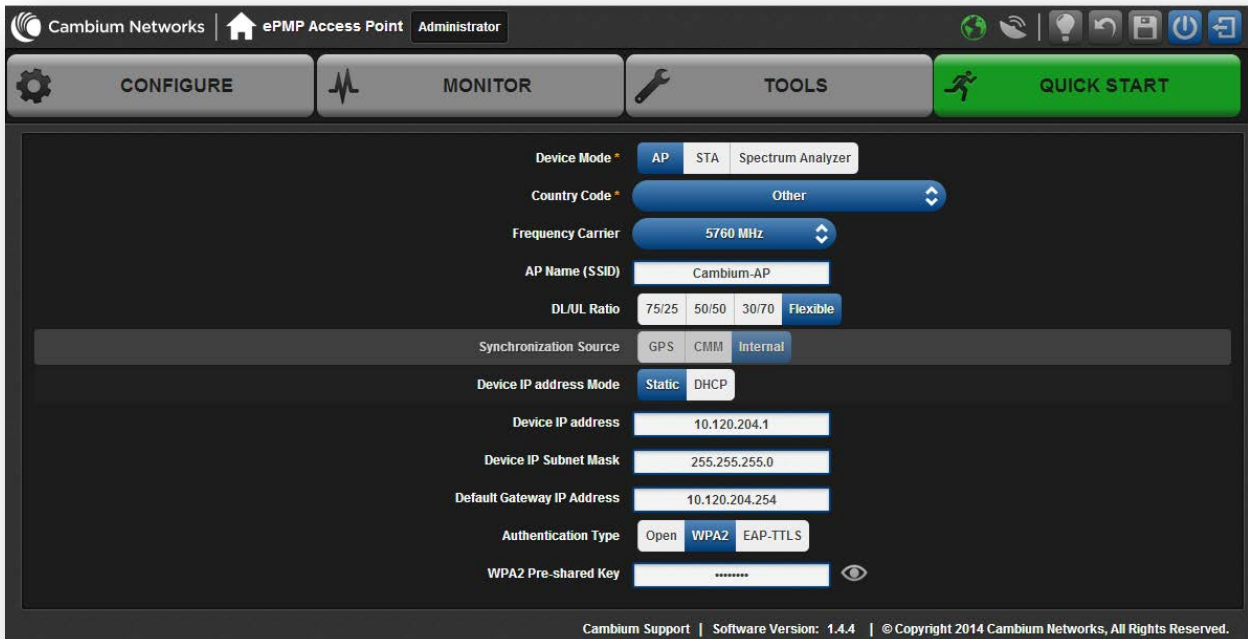 Cambium Networks | ePMP Access Point Administrator
CONFIGURE MONITOR TOOLS QUICK START
Device Mode * AP STA Spectrum Analyzer
Country Code * Other
Frequency Carrier 5760 MHz
AP Name (SSID) Cambium-AP
DL/UL Ratio 75/25 50/50 30/70 Flexible
Synchronization Source GPS CMM Internal
Device IP address Mode Static DHCP
Device IP address 10.120.204.1
Device IP Subnet Mask 255.255.255.0
Default Gateway IP Address 10.120.204.254
Authentication Type Open WPA2 EAP-TTLS
WPA2 Pre-shared Key ••••••••
Cambium Support | Software Version: 1.4.4 | © Copyright 2014 Cambium Networks, All Rights Reserved.